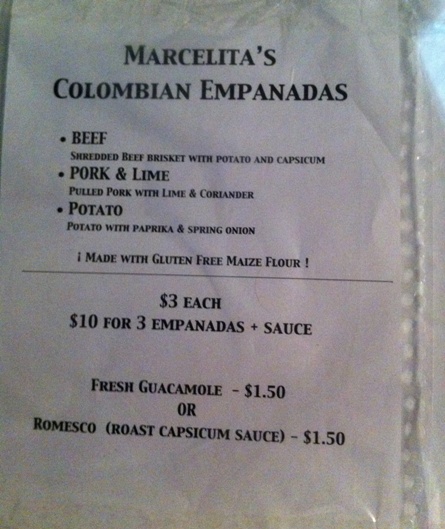 Marcelita's
Colombian Empanadas
• Beef
Shredded Beef brisket with potato and capsicum
• Pork & Lime
Pulled Pork with Lime & Coriander
• Potato
Potato with paprika & spring onion
¡ Made with Gluten Free Maize Flour !
$3 each
$10 for 3 empanadas + sauce
Fresh Guacamole - $1.50
or
Romesco (roast capsicum sauce) - $1.50